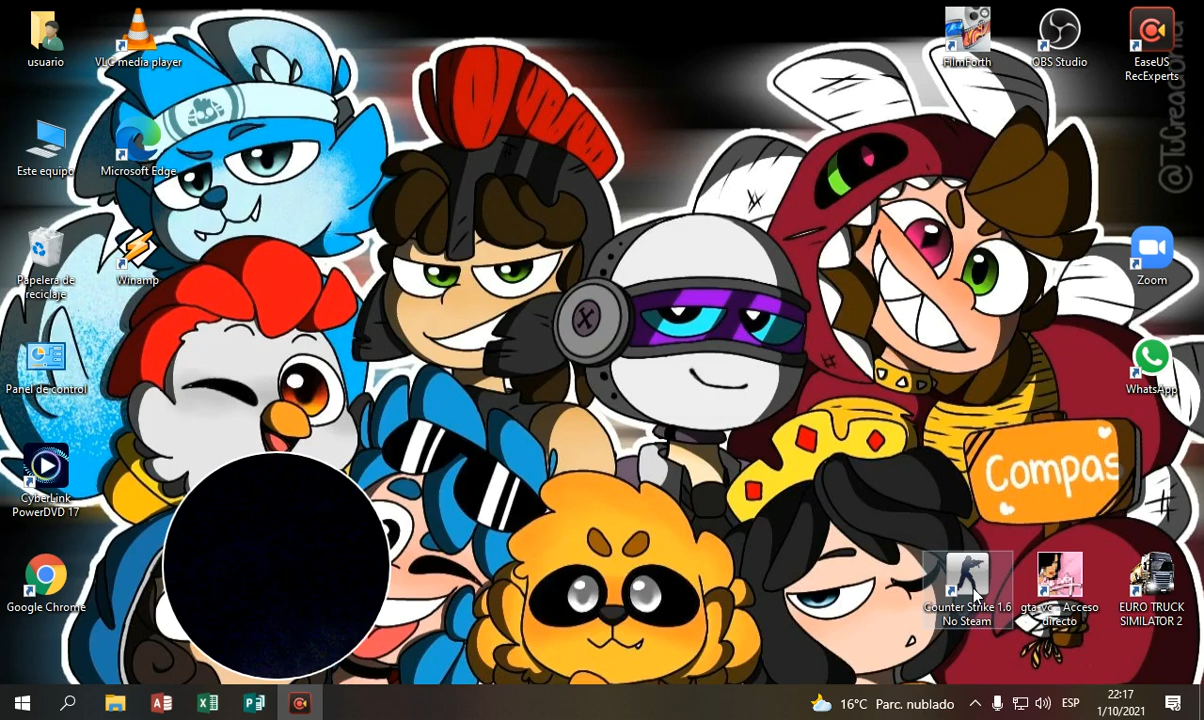 usuario
VLC media player
FilmForth
OBS Studio
EaseUS
RecExperts
@TuCreadorita
Este equipo
Microsoft Edge
Papelera de
reciclaje
Winamp
Zoom
Panel de control
WhatsApp
Compas
CyberLink
PowerDVD 17
Google Chrome
Counter Strike 1.6
No Steam
gta-vc - Acceso
directo
EURO TRUCK
SIMILATOR 2
16°C Parc. nublado
ESP
22:17
1/10/2021